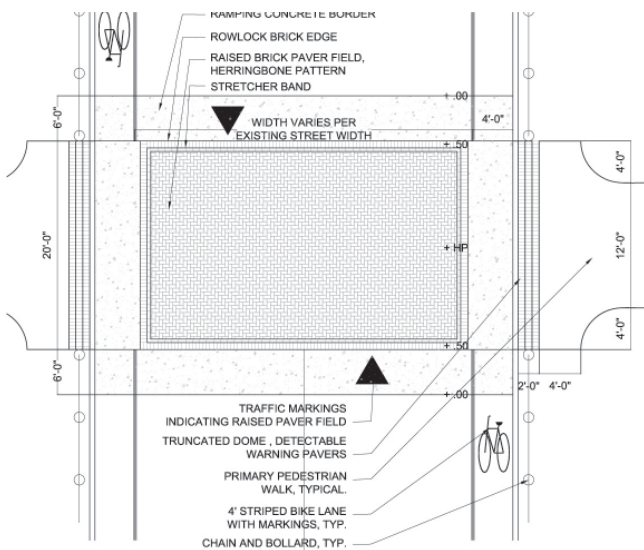 RAMPING CONCRETE BORDER
ROWLOCK BRICK EDGE
RAISED BRICK PAVER FIELD,
HERRINGBONE PATTERN
STRETCHER BAND
+ .00
6'-0"
WIDTH VARIES PER
EXISTING STREET WIDTH
4'-0"
+ .50
4'-0"
20'-0"
+ HP
12'-0"
4'-0"
+ .50
6'-0"
+ .00
2'-0"
4'-0"
TRAFFIC MARKINGS
INDICATING RAISED PAVER FIELD
TRUNCATED DOME , DETECTABLE
WARNING PAVERS
PRIMARY PEDESTRIAN
WALK, TYPICAL.
4' STRIPED BIKE LANE
WITH MARKINGS, TYP.
CHAIN AND BOLLARD, TYP.